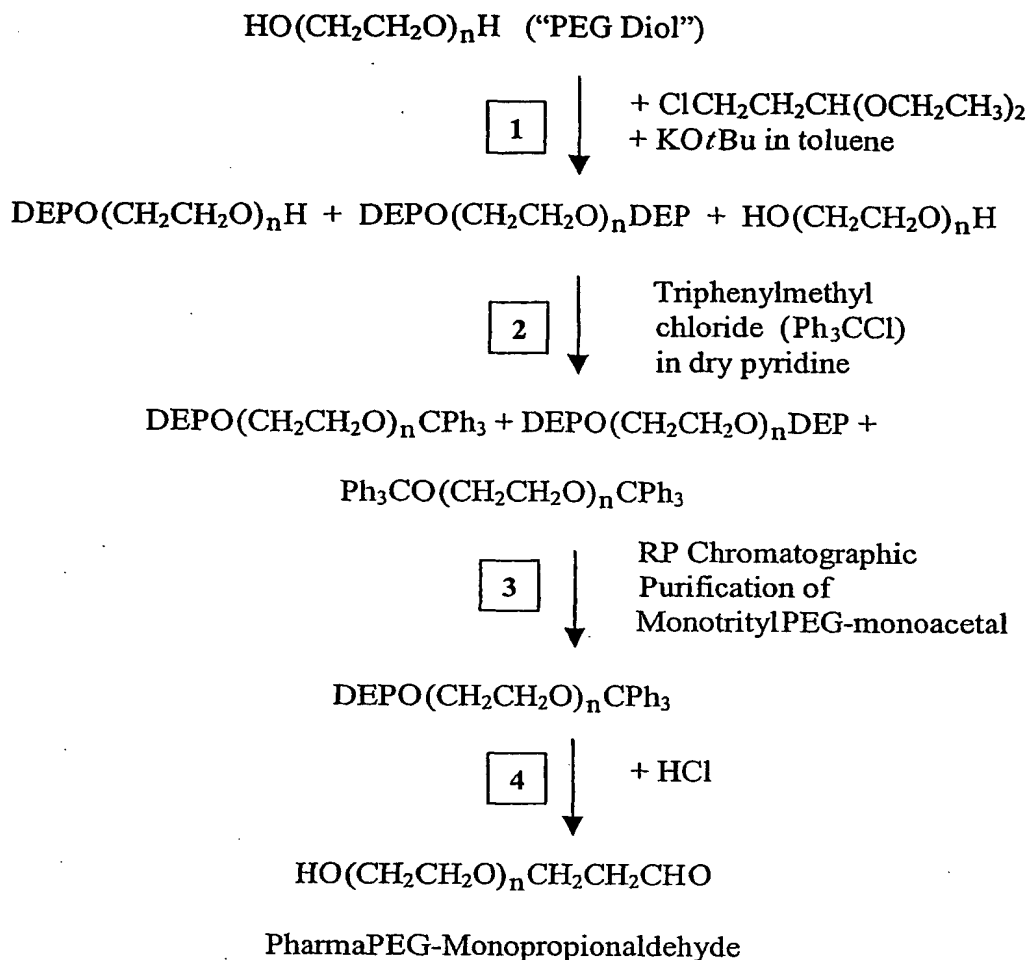 HO(CH₂CH₂O)ₙH ("PEG Diol")
1
+ ClCH₂CH₂CH(OCH₂CH₃)₂
+ KOtBu in toluene
DEPO(CH₂CH₂O)ₙH + DEPO(CH₂CH₂O)ₙDEP + HO(CH₂CH₂O)ₙH
2
Triphenylmethyl
chloride (Ph₃CCl)
in dry pyridine
DEPO(CH₂CH₂O)ₙCPh₃ + DEPO(CH₂CH₂O)ₙDEP +
Ph₃CO(CH₂CH₂O)ₙCPh₃
3
RP Chromatographic
Purification of
MonotritylPEG-monoacetal
DEPO(CH₂CH₂O)ₙCPh₃
4
+ HCl
HO(CH₂CH₂O)ₙCH₂CH₂CHO
PharmaPEG-Monopropionaldehyde